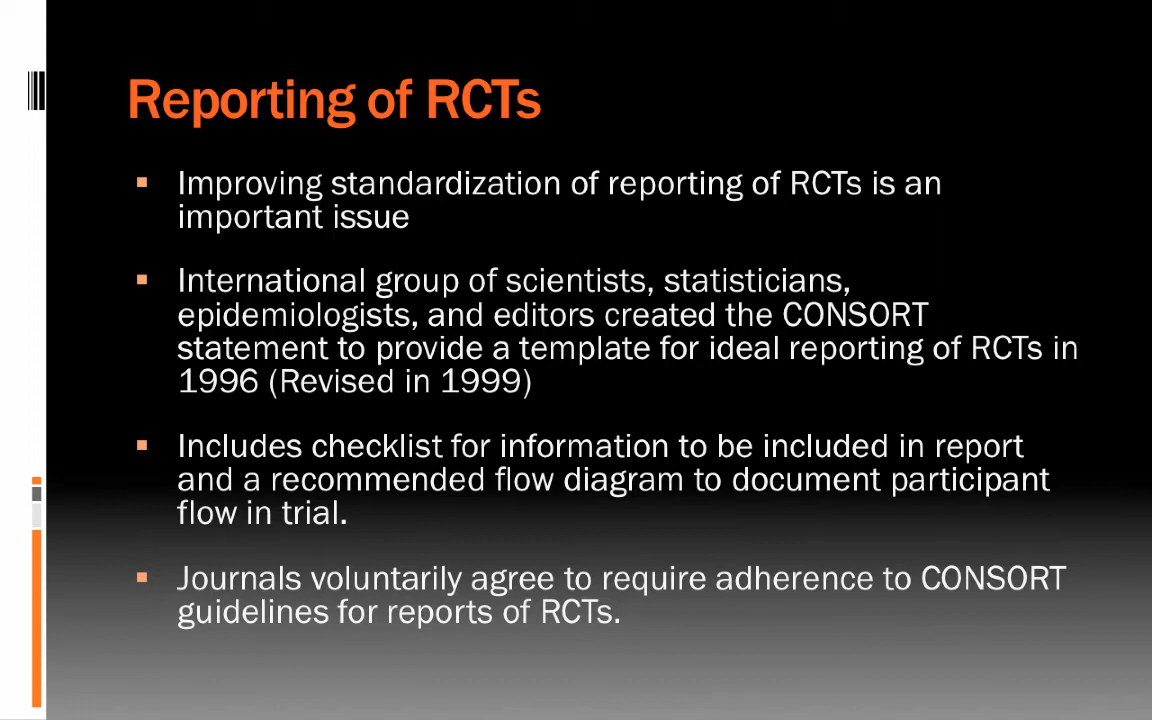 Reporting of RCTs
▪ Improving standardization of reporting of RCTs is an
important issue
▪ International group of scientists, statisticians,
epidemiologists, and editors created the CONSORT
statement to provide a template for ideal reporting of RCTs in
1996 (Revised in 1999)
▪ Includes checklist for information to be included in report
and a recommended flow diagram to document participant
flow in trial.
▪ Journals voluntarily agree to require adherence to CONSORT
guidelines for reports of RCTs.